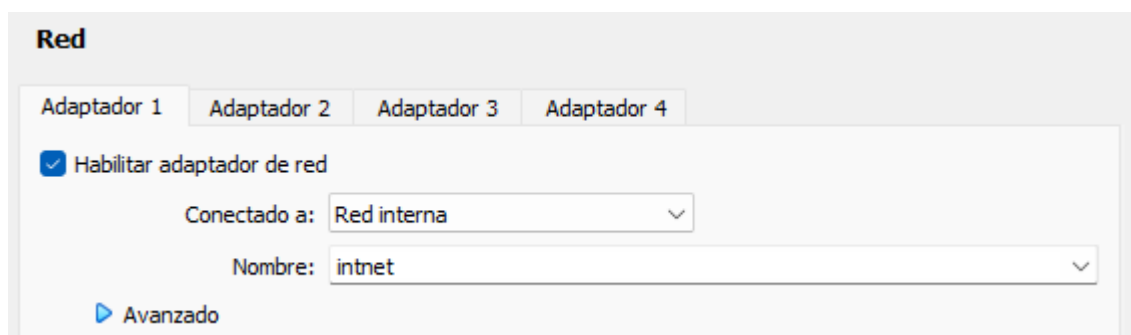 Red
Adaptador 1 Adaptador 2 Adaptador 3 Adaptador 4
Habilitar adaptador de red
Conectado a: Red interna
Nombre: intnet
Avanzado